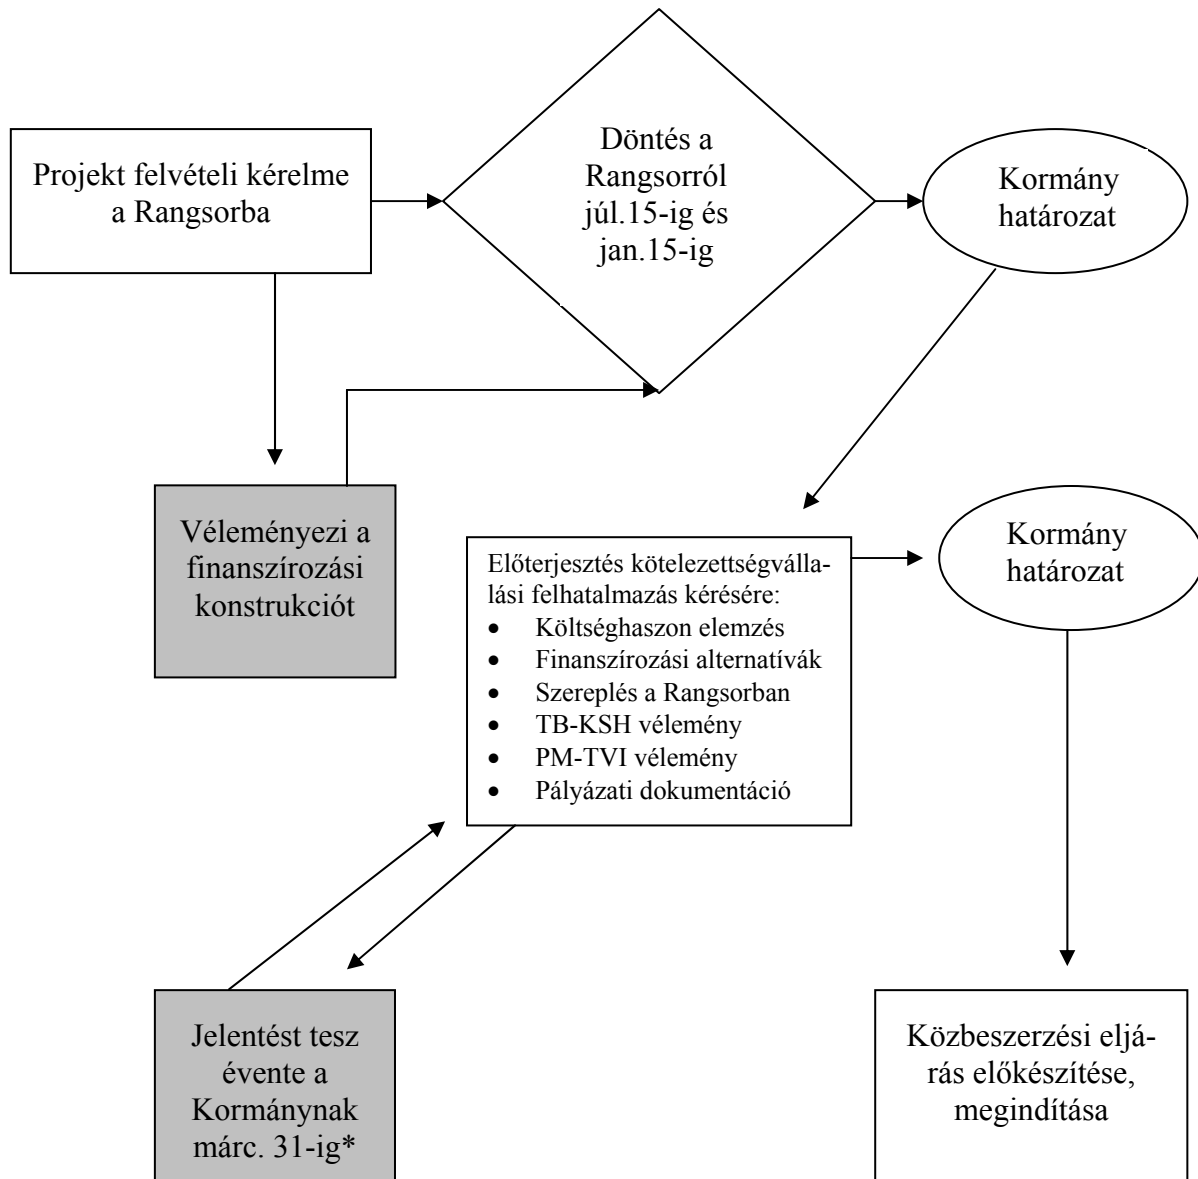 Projekt felvételi kérelme
a Rangsorba
Döntés a
Rangsorról
júl.15-ig és
jan.15-ig
Kormány
határozat
Véleményezi a
finanszírozási
konstrukciót
Előterjesztés kötelezettségválla-
lási felhatalmazás kérésére:
• Költséghaszon elemzés
• Finanszírozási alternatívák
• Szereplés a Rangsorban
• TB-KSH vélemény
• PM-TVI vélemény
• Pályázati dokumentáció
Kormány
határozat
Jelentést tesz
évente a
Kormánynak
márc. 31-ig*
Közbeszerzési eljá-
rás előkészítése,
megindítása